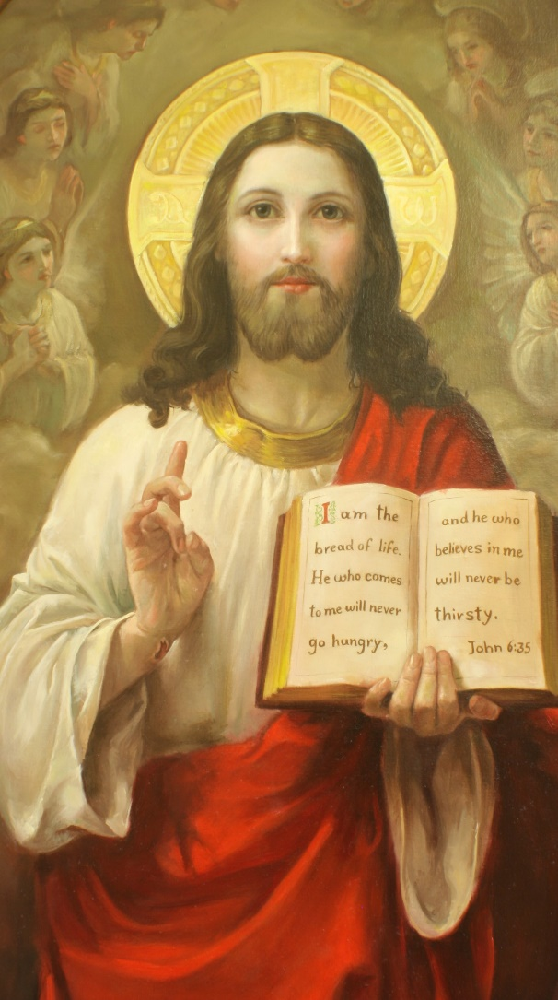 I am the
bread of life.
He who comes
to me will never
go hungry,
and he who
believes in me
will never be
thirsty.
John 6:35